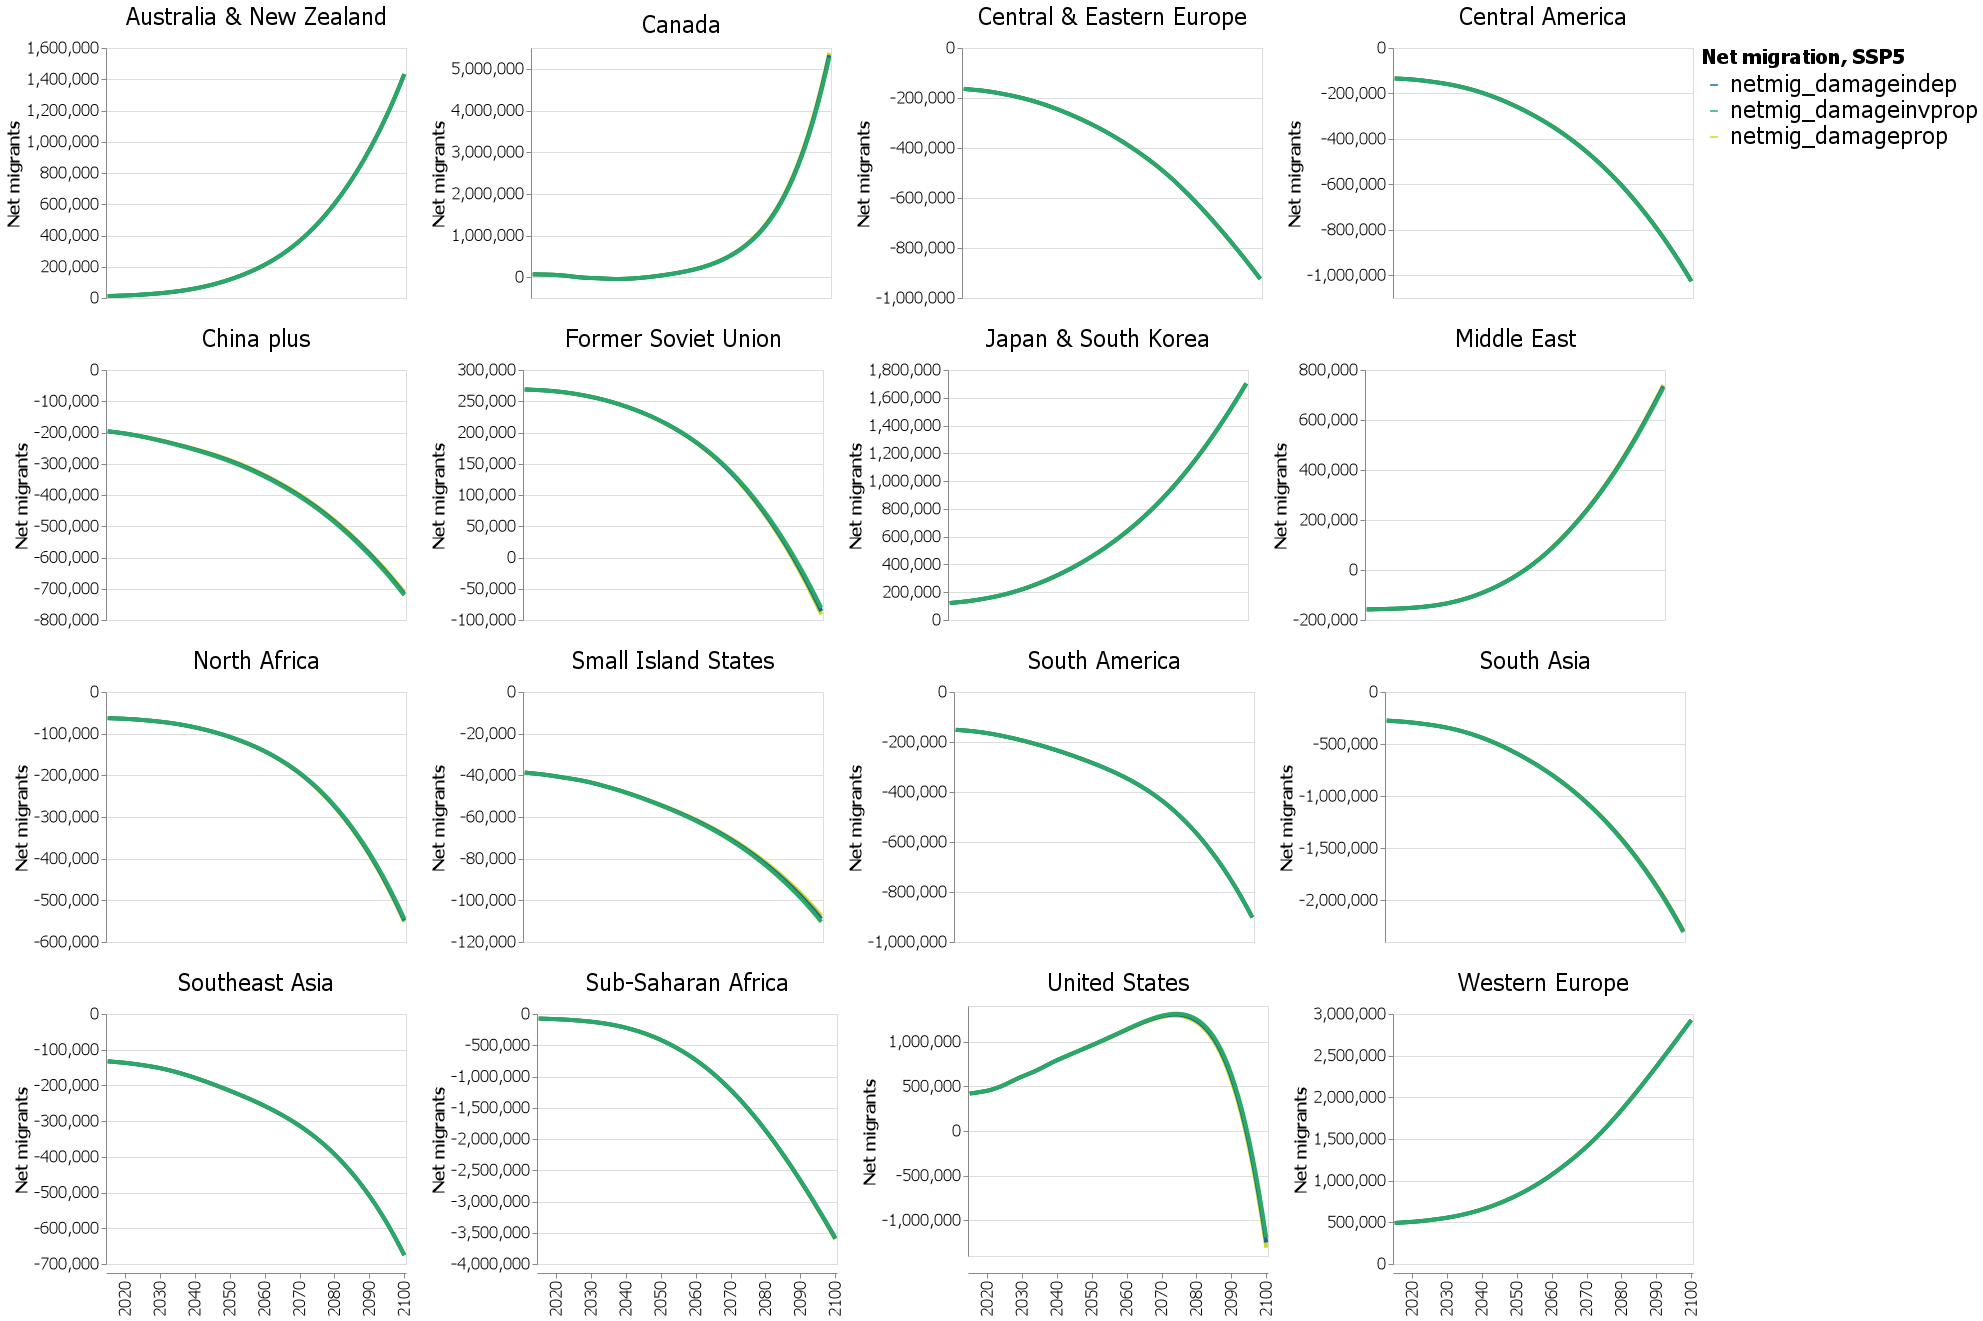 Australia & New Zealand
Canada
Central & Eastern Europe
Central America
Net migration, SSP5
netmig_damageindep
netmig_damageinvprop
netmig_damageprop
Net migrants
1,600,000
1,400,000
1,200,000
1,000,000
800,000
600,000
400,000
200,000
0
Net migrants
5,000,000
4,000,000
3,000,000
2,000,000
1,000,000
0
Net migrants
0
-200,000
-400,000
-600,000
-800,000
-1,000,000
Net migrants
0
-200,000
-400,000
-600,000
-800,000
-1,000,000
China plus
Former Soviet Union
Japan & South Korea
Middle East
Net migrants
0
-100,000
-200,000
-300,000
-400,000
-500,000
-600,000
-700,000
-800,000
Net migrants
300,000
250,000
200,000
150,000
100,000
50,000
0
-50,000
-100,000
Net migrants
1,800,000
1,600,000
1,400,000
1,200,000
1,000,000
800,000
600,000
400,000
200,000
0
Net migrants
800,000
600,000
400,000
200,000
0
-200,000
North Africa
Small Island States
South America
South Asia
Net migrants
0
-100,000
-200,000
-300,000
-400,000
-500,000
-600,000
Net migrants
0
-20,000
-40,000
-60,000
-80,000
-100,000
-120,000
Net migrants
0
-200,000
-400,000
-600,000
-800,000
-1,000,000
Net migrants
0
-500,000
-1,000,000
-1,500,000
-2,000,000
Southeast Asia
Sub-Saharan Africa
United States
Western Europe
Net migrants
0
-100,000
-200,000
-300,000
-400,000
-500,000
-600,000
-700,000
Net migrants
0
-500,000
-1,000,000
-1,500,000
-2,000,000
-2,500,000
-3,000,000
-3,500,000
-4,000,000
Net migrants
1,000,000
500,000
0
-500,000
-1,000,000
Net migrants
3,000,000
2,500,000
2,000,000
1,500,000
1,000,000
500,000
0
2020 2030 2040 2050 2060 2070 2080 2090 2100
2020 2030 2040 2050 2060 2070 2080 2090 2100
2020 2030 2040 2050 2060 2070 2080 2090 2100
2020 2030 2040 2050 2060 2070 2080 2090 2100